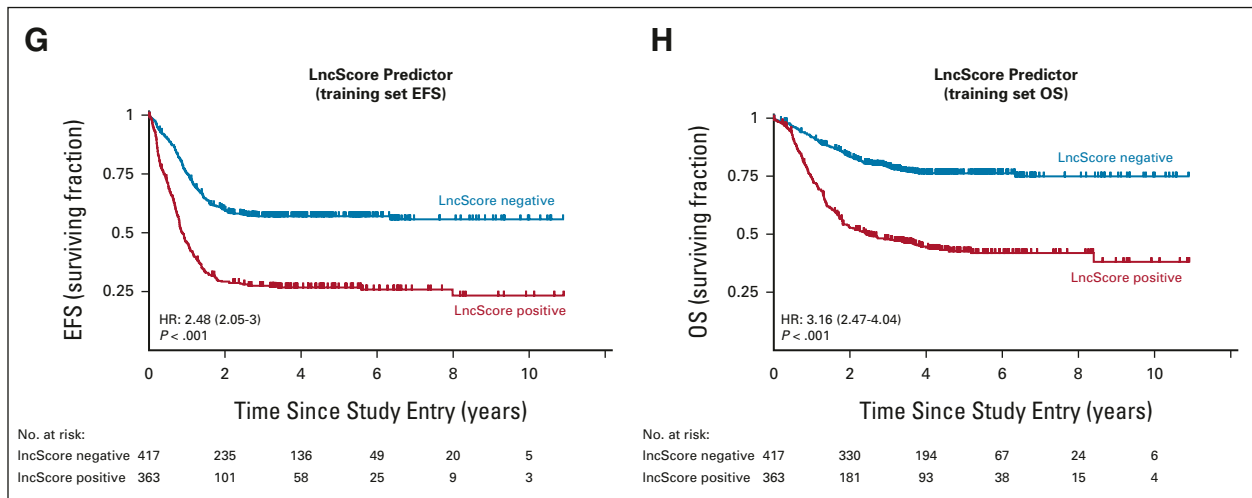 G
LncScore Predictor
(training set EFS)
1
0.75
0.5
0.25
EFS (surviving fraction)
LncScore negative
LncScore positive
HR: 2.48 (2.05-3)
P < .001
0 2 4 6 8 10
Time Since Study Entry (years)
No. at risk:
lncScore negative 417 235 136 49 20 5
lncScore positive 363 101 58 25 9 3
H
LncScore Predictor
(training set OS)
1
0.75
0.5
0.25
OS (surviving fraction)
LncScore negative
LncScore positive
HR: 3.16 (2.47-4.04)
P < .001
0 2 4 6 8 10
Time Since Study Entry (years)
No. at risk:
lncScore negative 417 330 194 67 24 6
lncScore positive 363 181 93 38 15 4